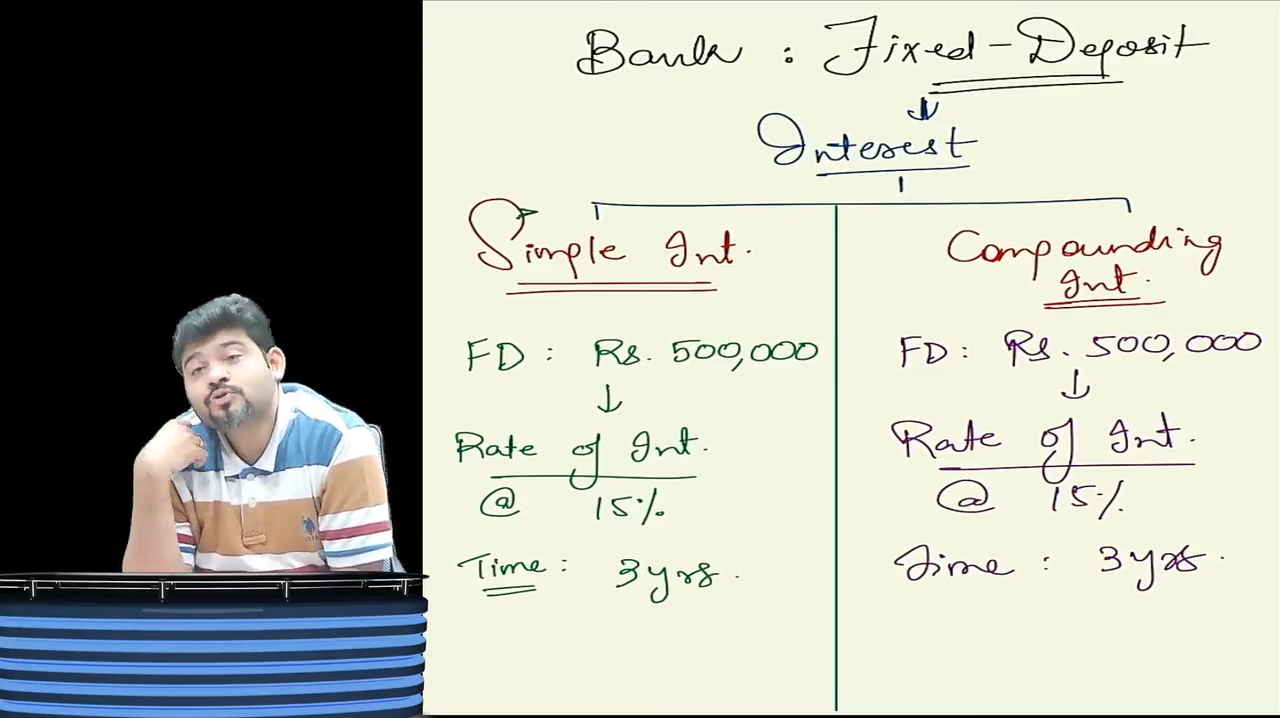 Bank : Fixed-Deposit
Interest
Simple Int.
FD : Rs. 500,000
Rate of Int.
@ 15%
Time : 3yrs.
Compounding
Int.
FD : Rs. 500,000
Rate of Int.
@ 15%
Time : 3yrs.